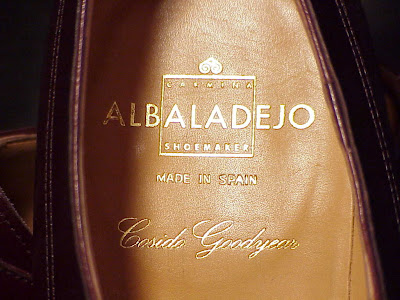 CARMINA
ALBALADEJO
SHOEMAKER
MADE IN SPAIN
Cosido Goodyear